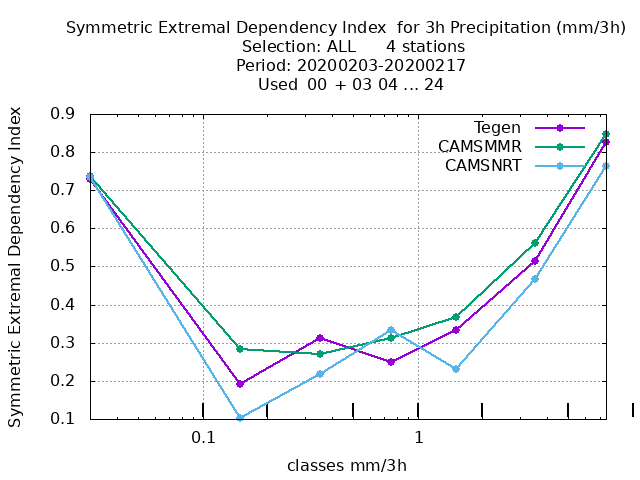 Symmetric Extremal Dependency Index  for 3h Precipitation (mm/3h)
Selection: ALL      4 stations
Period: 20200203-20200217
Used  00  + 03 04 ... 24
Symmetric Extremal Dependency Index
0.9
0.8
0.7
0.6
0.5
0.4
0.3
0.2
0.1
Tegen
CAMSMMR
CAMSNRT
0.1 1
classes mm/3h